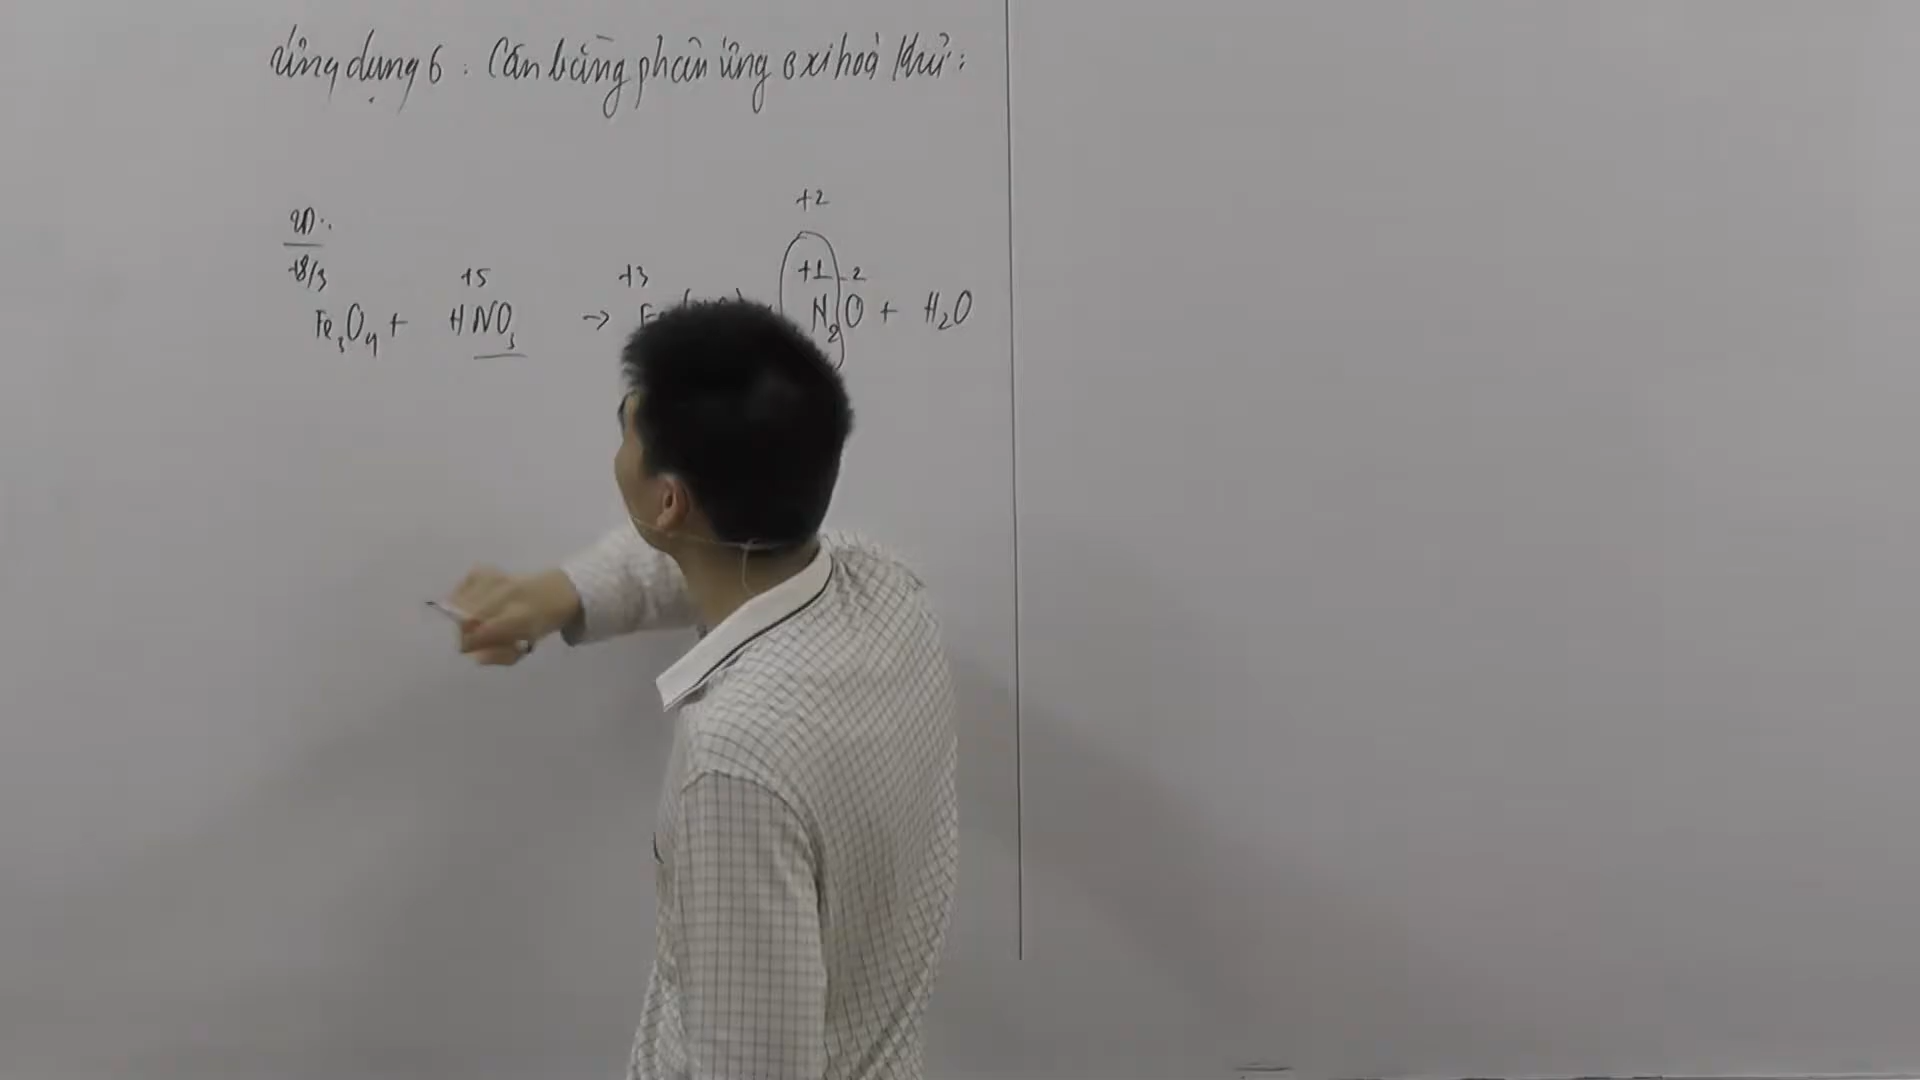 Ứng dụng 6: Cân bằng phản ứng oxi hoá khử:
+2
VD:
+8/3 +5 +3 +1 -2
Fe₃O₄ + HNO₃ → N₂O + H₂O